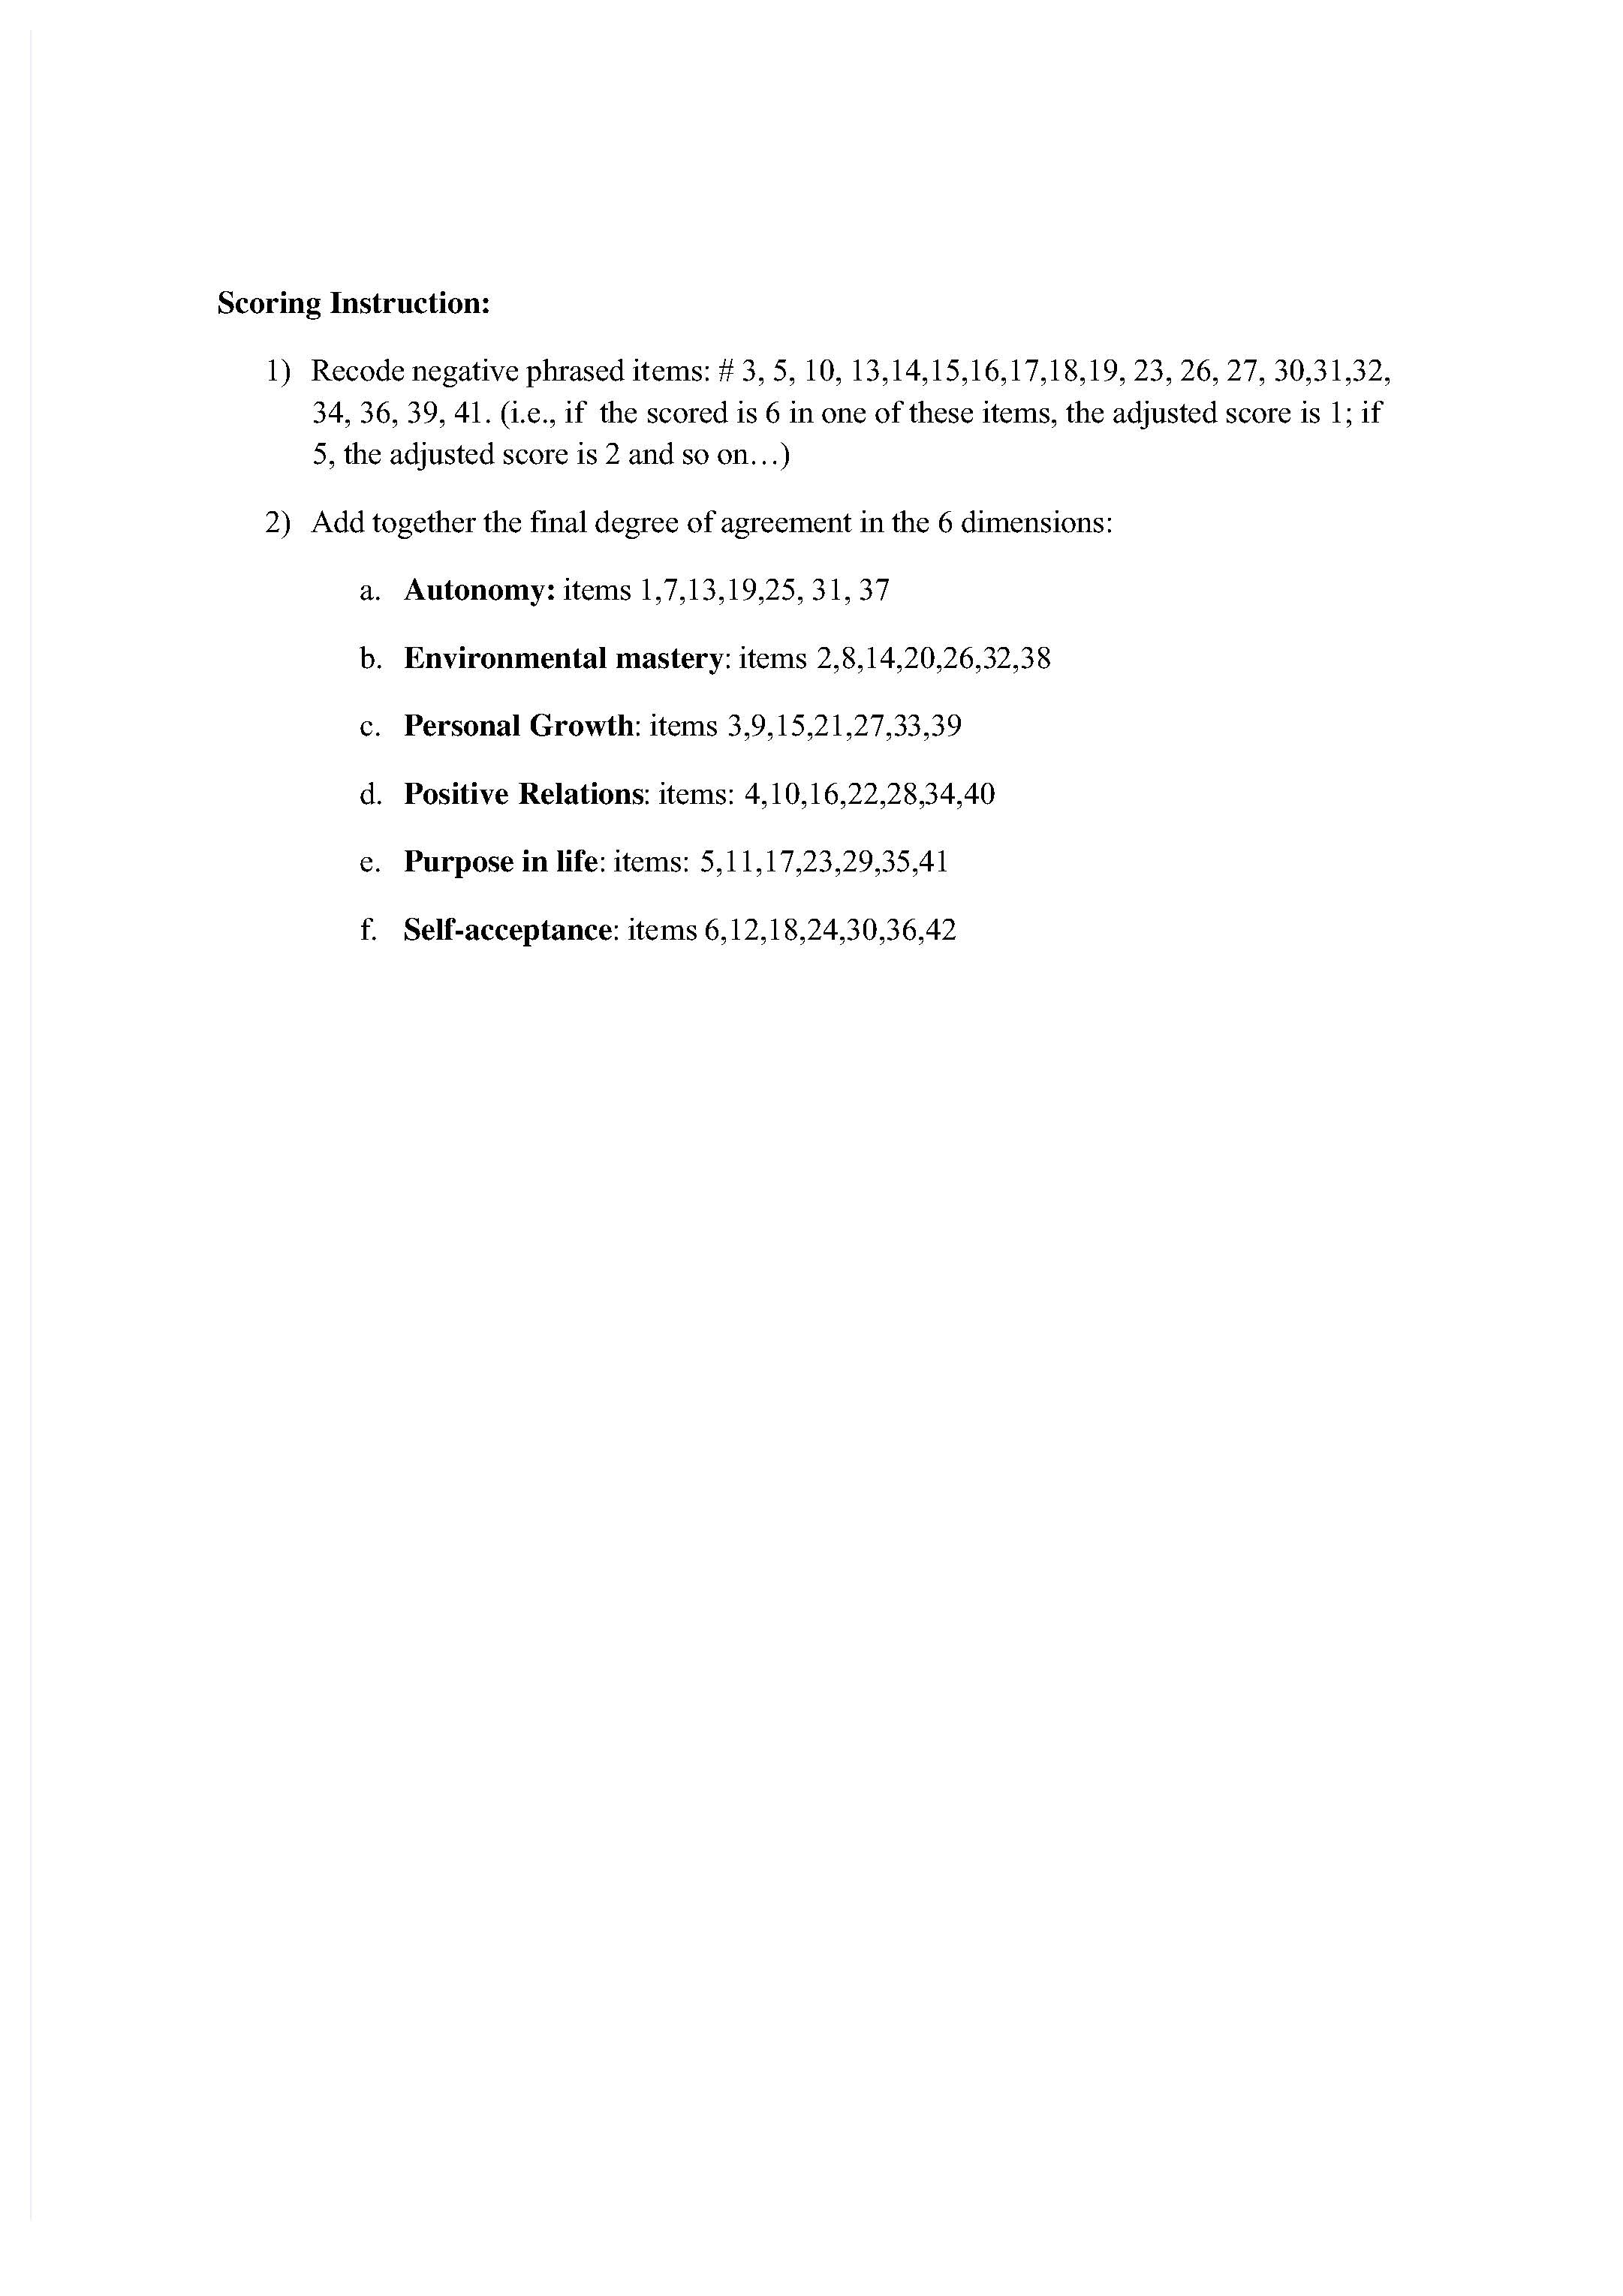 Scoring Instruction:
1) Recode negative phrased items: # 3, 5, 10, 13,14,15,16,17,18,19, 23, 26, 27, 30,31,32,
34, 36, 39, 41. (i.e., if the scored is 6 in one of these items, the adjusted score is 1; if
5, the adjusted score is 2 and so on…)
2) Add together the final degree of agreement in the 6 dimensions:
a. Autonomy: items 1,7,13,19,25, 31, 37
b. Environmental mastery: items 2,8,14,20,26,32,38
c. Personal Growth: items 3,9,15,21,27,33,39
d. Positive Relations: items: 4,10,16,22,28,34,40
e. Purpose in life: items: 5,11,17,23,29,35,41
f. Self-acceptance: items 6,12,18,24,30,36,42